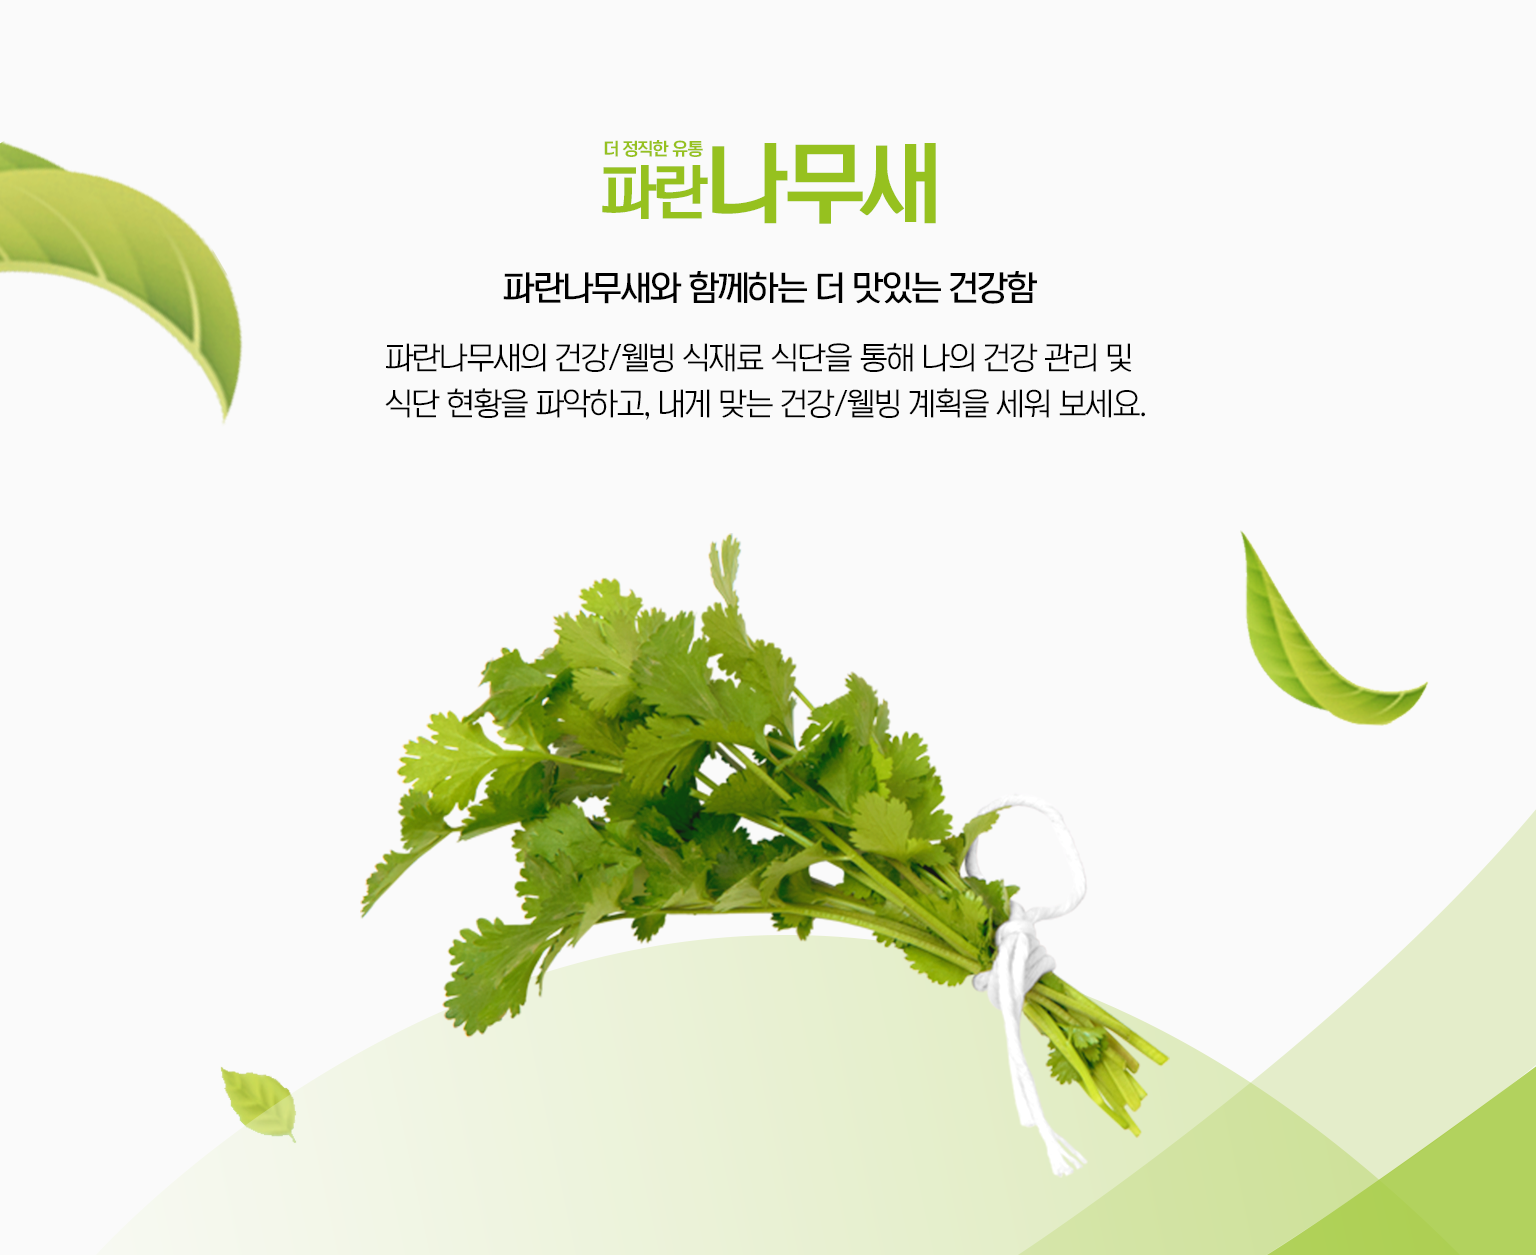 더 정직한 유통
파란나무새
파란나무새와 함께하는 더 맛있는 건강함
파란나무새의 건강/웰빙 식재료 식단을 통해 나의 건강 관리 및
식단 현황을 파악하고, 내게 맞는 건강/웰빙 계획을 세워 보세요.